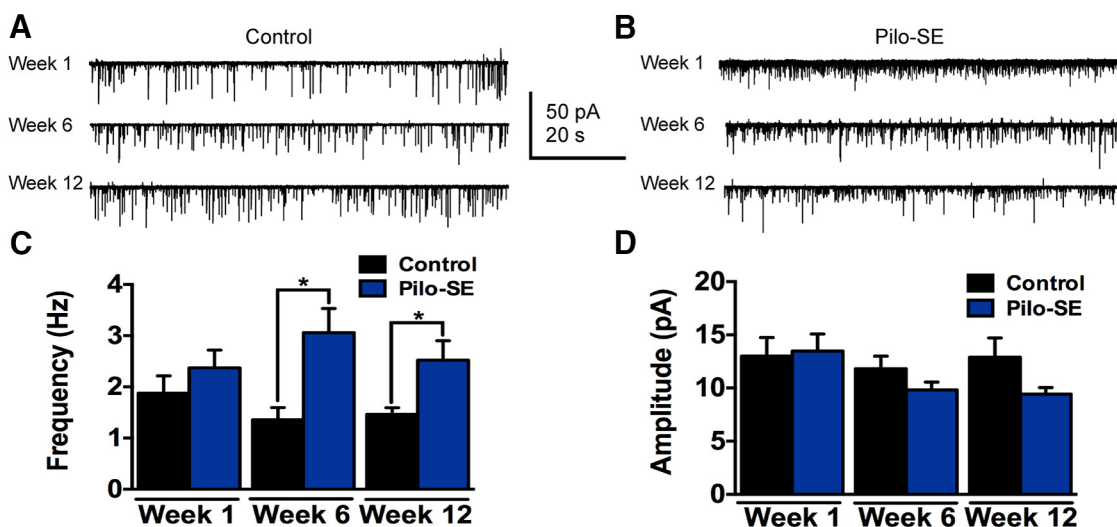 A
Control
Week 1
Week 6
Week 12
50 pA
20 s
B
Pilo-SE
Week 1
Week 6
Week 12
C
Control
Pilo-SE
Frequency (Hz)
4
3
2
1
0
*
*
Week 1
Week 6
Week 12
D
Control
Pilo-SE
Amplitude (pA)
20
15
10
5
0
Week 1
Week 6
Week 12